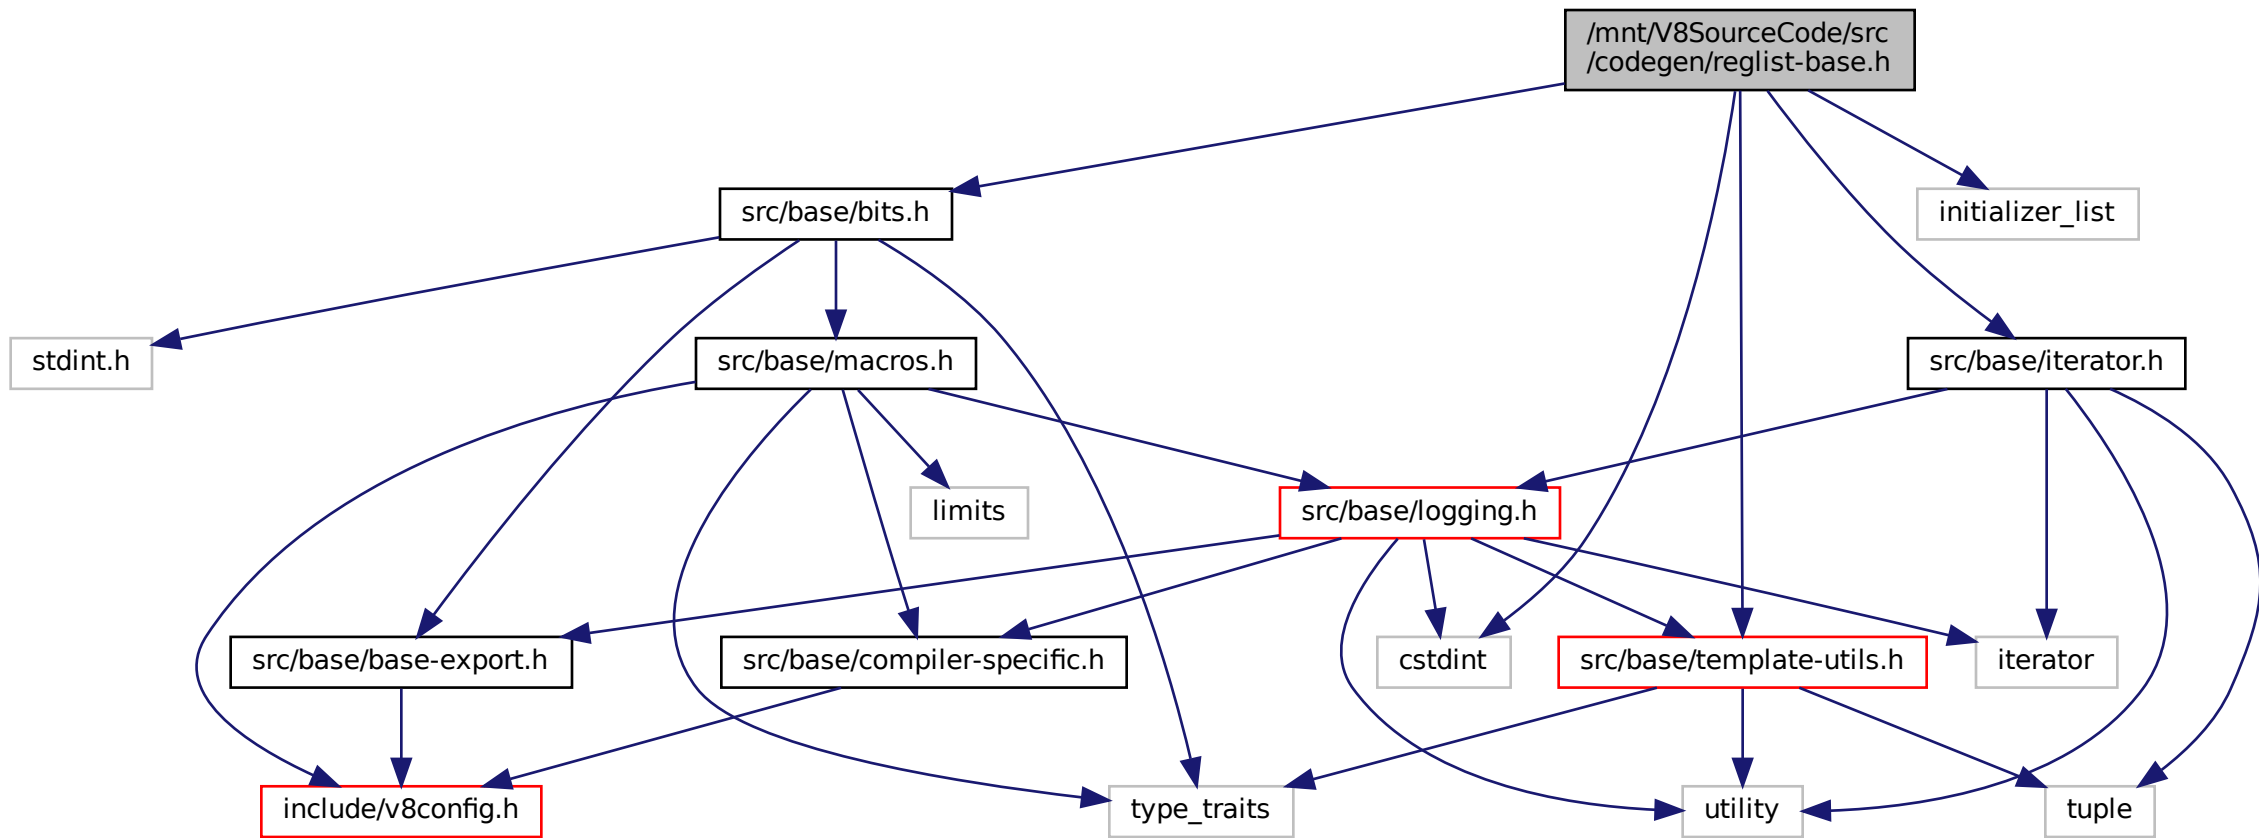 /mnt/V8SourceCode/src
/codegen/reglist-base.h
src/base/bits.h
initializer_list
stdint.h
src/base/macros.h
src/base/iterator.h
limits
src/base/logging.h
src/base/base-export.h
src/base/compiler-specific.h
cstdint
src/base/template-utils.h
iterator
include/v8config.h
type_traits
utility
tuple